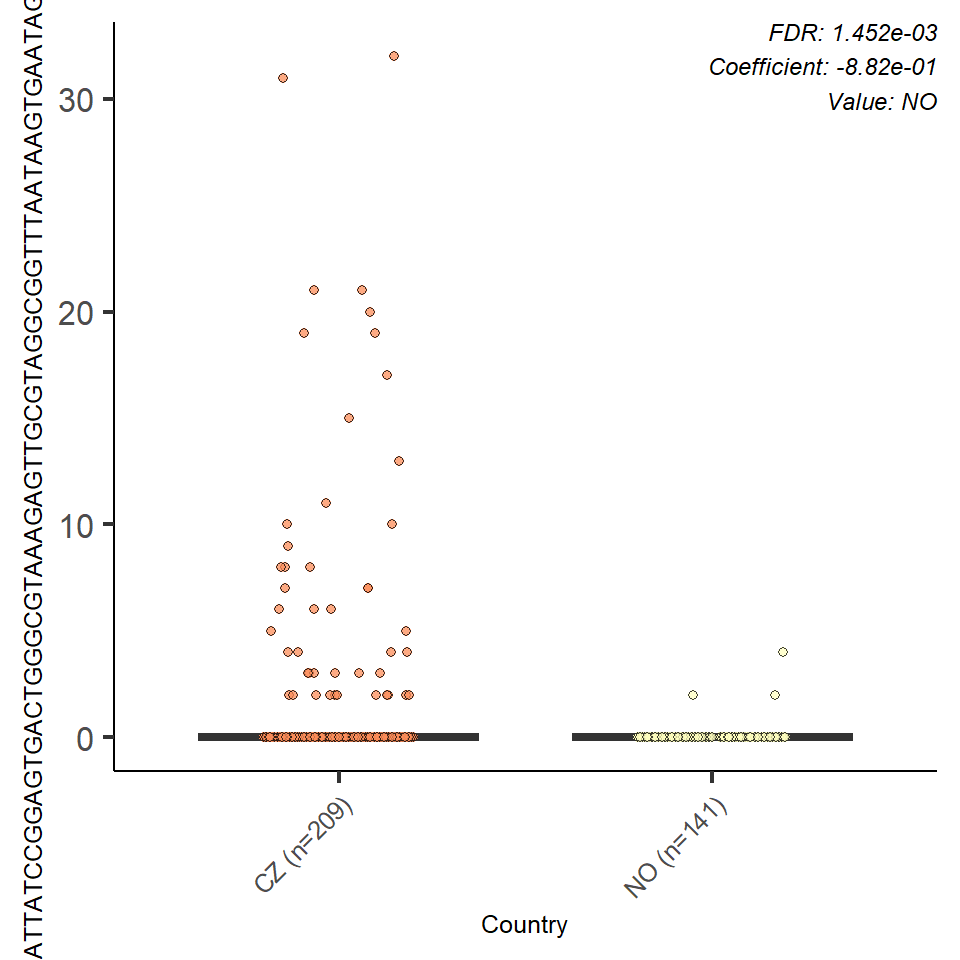 FDR: 1.452e-03
Coefficient: -8.82e-01
Value: NO
ATTATCCGGAGTGACTGGGCGTAAAGAGTTGCGTAGGCGGTTTAATAAGTGAATAG
30
20
10
0
CZ (n=209)
NO (n=141)
Country